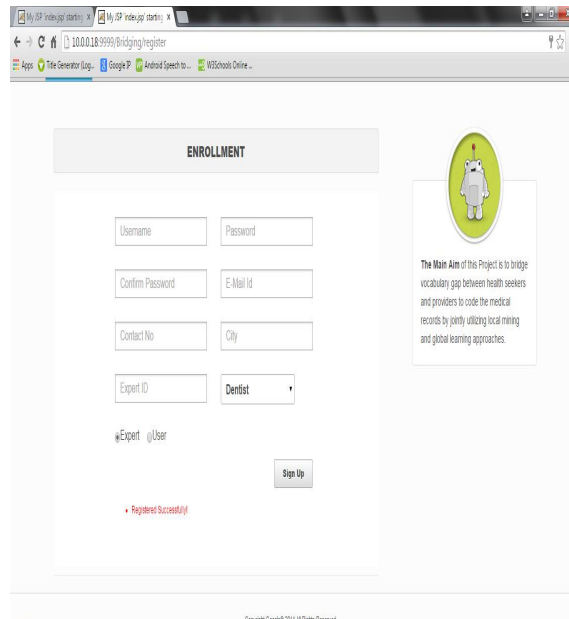 My JSP 'index.jsp' starting My JSP 'index.jsp' starting
10.0.0.18:9999/Bridging/register
Apps Title Generator (Log... Google IP Android Speech to ... W3Schools Online ...
ENROLLMENT
Username Password
Confirm Password E-Mail Id
Contact No City
Expert ID Dentist
Expert User
Sign Up
Registered Successfully!
The Main Aim of this Project is to bridge
vocabulary gap between health seekers
and providers to code the medical
records by jointly utilizing local mining
and global learning approaches.